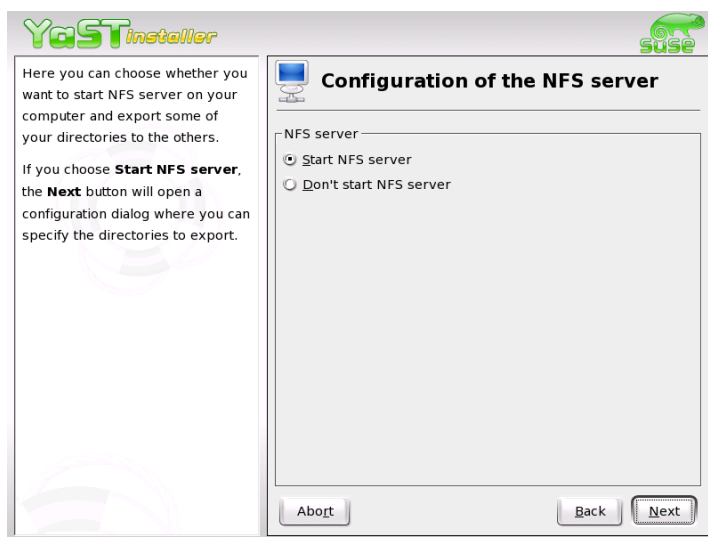 YaST installer
SuSE
Here you can choose whether you
want to start NFS server on your
computer and export some of
your directories to the others.
If you choose Start NFS server,
the Next button will open a
configuration dialog where you can
specify the directories to export.
Configuration of the NFS server
NFS server
Start NFS server
Don't start NFS server
Abort
Back
Next